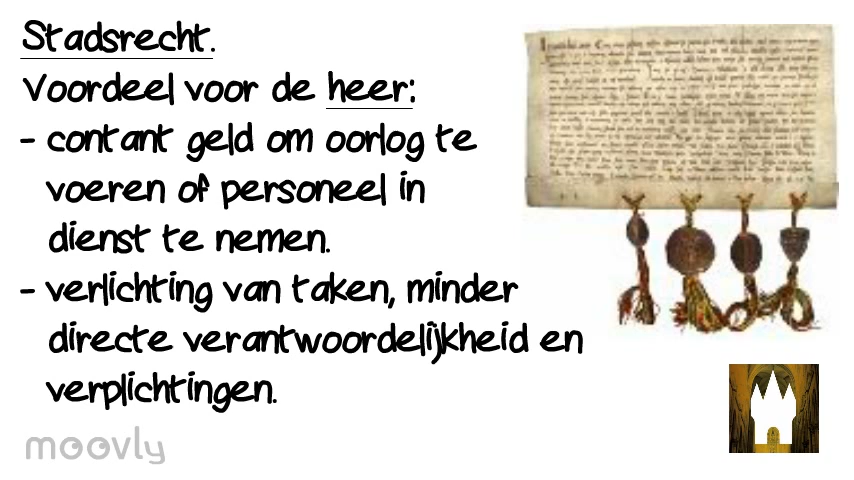 Stadsrecht.
Voordeel voor de heer:
- contant geld om oorlog te
voeren of personeel in
dienst te nemen.
- verlichting van taken, minder
directe verantwoordelijkheid en
verplichtingen.
moovly